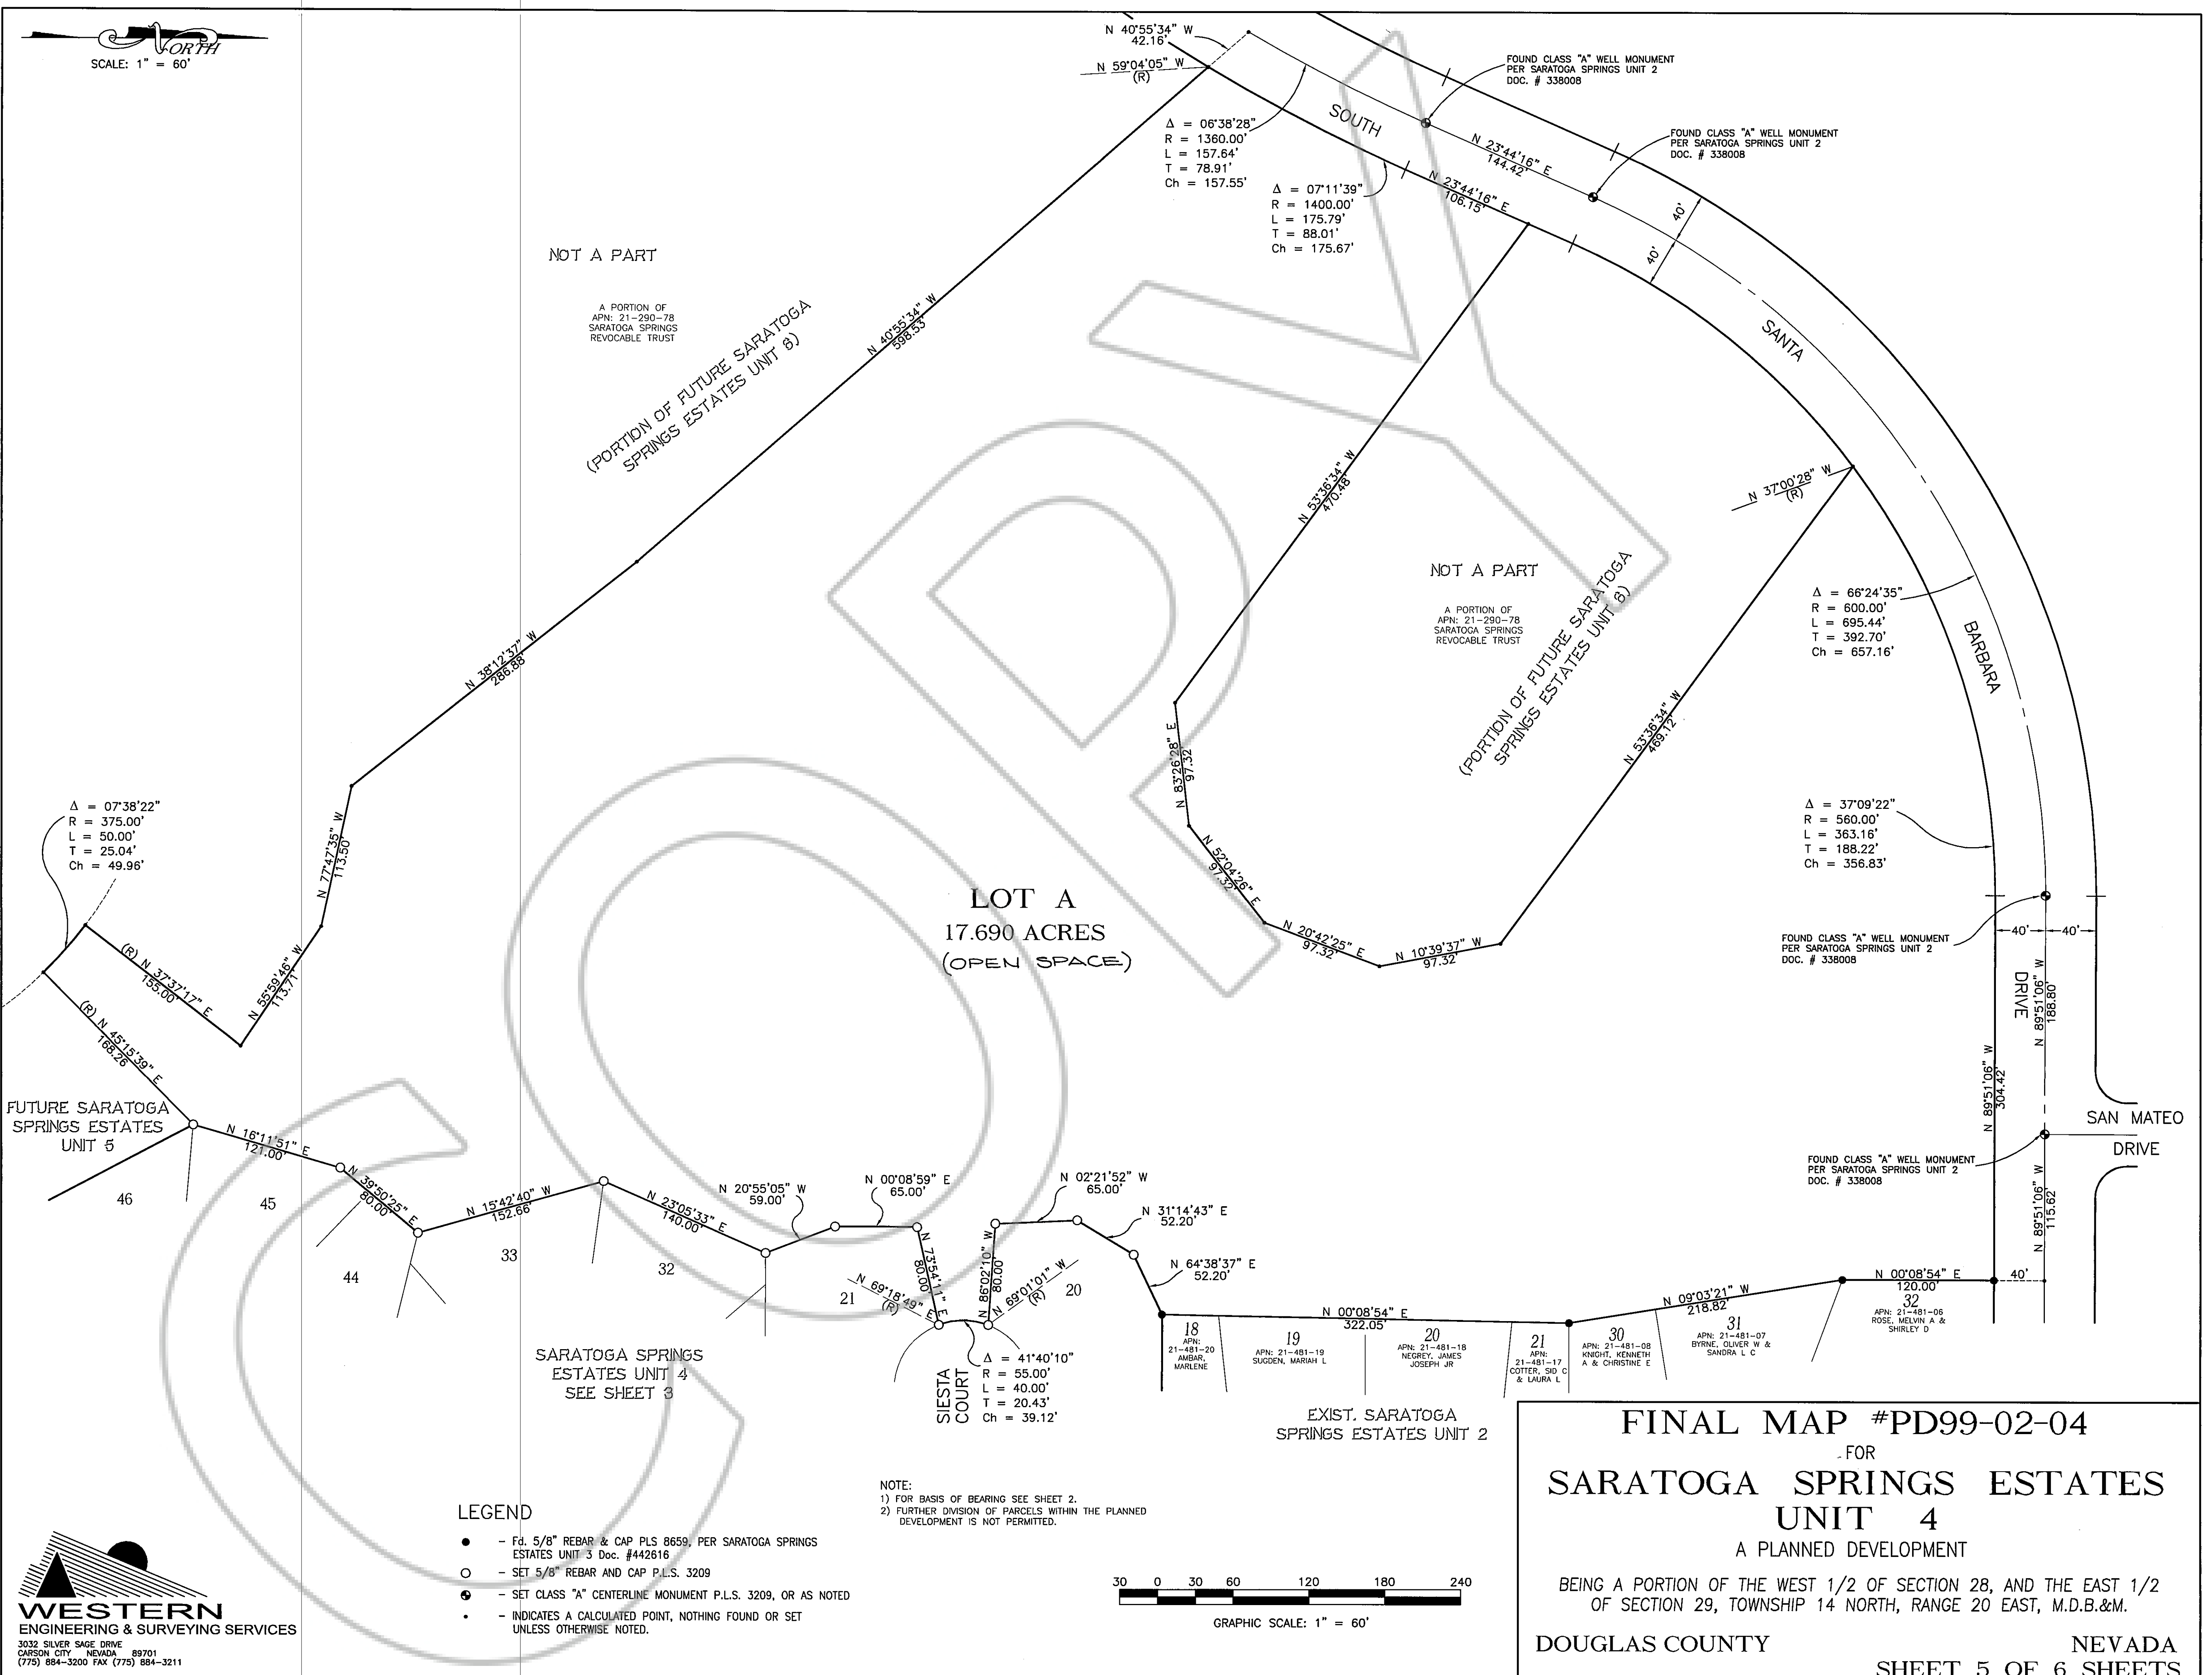 NORTH
SCALE: 1" = 60'
N 40°55'34" W
42.16'
N 59°04'05" W
(R)
FOUND CLASS "A" WELL MONUMENT
PER SARATOGA SPRINGS UNIT 2
DOC. # 338008
FOUND CLASS "A" WELL MONUMENT
PER SARATOGA SPRINGS UNIT 2
DOC. # 338008
Δ = 06°38'28"
R = 1360.00'
L = 157.64'
T = 78.91'
Ch = 157.55'
SOUTH
N 23°44'16" E
144.42'
N 23°44'16" E
106.15'
Δ = 07°11'39"
R = 1400.00'
L = 175.79'
T = 88.01'
Ch = 175.67'
40'
40'
NOT A PART
A PORTION OF
APN: 21-290-78
SARATOGA SPRINGS
REVOCABLE TRUST
(PORTION OF FUTURE SARATOGA
SPRINGS ESTATES UNIT 8)
N 40°55'34" W
598.53'
SANTA
N 53°36'34" W
470.48'
N 37°00'28" W
(R)
NOT A PART
A PORTION OF
APN: 21-290-78
SARATOGA SPRINGS
REVOCABLE TRUST
(PORTION OF FUTURE SARATOGA
SPRINGS ESTATES UNIT 8)
Δ = 66°24'35"
R = 600.00'
L = 695.44'
T = 392.70'
Ch = 657.16'
BARBARA
N 38°12'37" W
286.88'
N 83°26'28" E
97.32'
N 53°36'34" W
469.12'
Δ = 07°38'22"
R = 375.00'
L = 50.00'
T = 25.04'
Ch = 49.96'
N 77°47'35" W
113.50'
N 52°04'26" E
97.32'
Δ = 37°09'22"
R = 560.00'
L = 363.16'
T = 188.22'
Ch = 356.83'
LOT A
17.690 ACRES
(OPEN SPACE)
N 20°42'25" E
97.32'
N 10°39'37" W
97.32'
FOUND CLASS "A" WELL MONUMENT
PER SARATOGA SPRINGS UNIT 2
DOC. # 338008
40'
40'
DRIVE
N 89°51'06" W
188.80'
(R) N 37°37'17" E
155.00'
N 55°59'46" W
113.71'
(R) N 45°15'39" E
168.26
N 89°51'06" W
304.42'
SAN MATEO
DRIVE
FOUND CLASS "A" WELL MONUMENT
PER SARATOGA SPRINGS UNIT 2
DOC. # 338008
N 89°51'06" W
115.62'
FUTURE SARATOGA
SPRINGS ESTATES
UNIT 5
N 16°11'51" E
121.00'
46
45
N 39°50'25" E
80.00'
N 15°42'40" W
152.66'
44
33
N 23°05'33" E
140.00'
32
N 20°55'05" W
59.00'
N 00°08'59" E
65.00'
N 02°21'52" W
65.00'
N 31°14'43" E
52.20'
N 64°38'37" E
52.20'
N 73°54'11" E
80.00'
N 86°02'10" W
80.00'
21
N 69°18'49" E
(R)
N 69°01'01" W
(R)
20
N 00°08'54" E
322.05'
N 09°03'21" W
218.82'
N 00°08'54" E
120.00'
40'
18
APN:
21-481-20
AMBAR,
MARLENE
19
APN: 21-481-19
SUGDEN, MARIAH L
20
APN: 21-481-18
NEGREY, JAMES
JOSEPH JR
21
APN:
21-481-17
COTTER, SID C
& LAURA L
30
APN: 21-481-08
KNIGHT, KENNETH
A & CHRISTINE E
31
APN: 21-481-07
BYRNE, OLIVER W &
SANDRA L C
32
APN: 21-481-06
ROSE, MELVIN A &
SHIRLEY D
SARATOGA SPRINGS
ESTATES UNIT 4
SEE SHEET 3
SIESTA
COURT
Δ = 41°40'10"
R = 55.00'
L = 40.00'
T = 20.43'
Ch = 39.12'
EXIST. SARATOGA
SPRINGS ESTATES UNIT 2
NOTE:
1) FOR BASIS OF BEARING SEE SHEET 2.
2) FURTHER DIVISION OF PARCELS WITHIN THE PLANNED
DEVELOPMENT IS NOT PERMITTED.
LEGEND
- Fd. 5/8" REBAR & CAP PLS 8659, PER SARATOGA SPRINGS
ESTATES UNIT 3 Doc. #442616
- SET 5/8" REBAR AND CAP P.L.S. 3209
- SET CLASS "A" CENTERLINE MONUMENT P.L.S. 3209, OR AS NOTED
- INDICATES A CALCULATED POINT, NOTHING FOUND OR SET
UNLESS OTHERWISE NOTED.
WESTERN
ENGINEERING & SURVEYING SERVICES
3032 SILVER SAGE DRIVE
CARSON CITY NEVADA 89701
(775) 884-3200 FAX (775) 884-3211
30 0 30 60 120 180 240
GRAPHIC SCALE: 1" = 60'
FINAL MAP #PD99-02-04
FOR
SARATOGA SPRINGS ESTATES
UNIT 4
A PLANNED DEVELOPMENT
BEING A PORTION OF THE WEST 1/2 OF SECTION 28, AND THE EAST 1/2
OF SECTION 29, TOWNSHIP 14 NORTH, RANGE 20 EAST, M.D.B.&M.
DOUGLAS COUNTY NEVADA
SHEET 5 OF 6 SHEETS
COPY